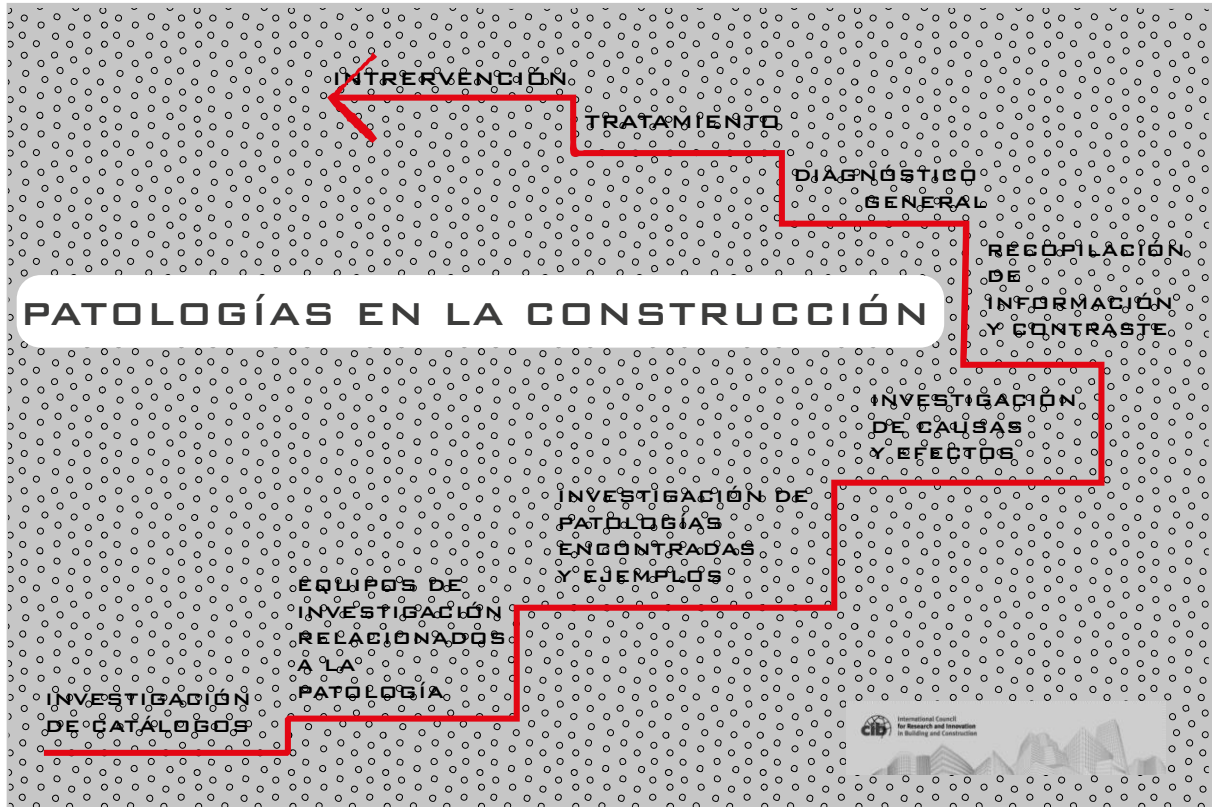 INTRERVENCIÓN
TRATAMIENTO
DIAGNÓSTICO
GENERAL
RECOPILACIÓN
DE
INFORMACIÓN
Y CONTRASTE
PATOLOGÍAS EN LA CONSTRUCCIÓN
INVESTIGACIÓN
DE CAUSAS
Y EFECTOS
INVESTIGACIÓN DE
PATOLOGÍAS
ENCONTRADAS
Y EJEMPLOS
EQUIPOS DE
INVESTIGACIÓN
RELACIONADOS
A LA
PATOLOGÍA
INVESTIGACIÓN
DE CATÁLOGOS
cib
International Council
for Research and Innovation
in Building and Construction